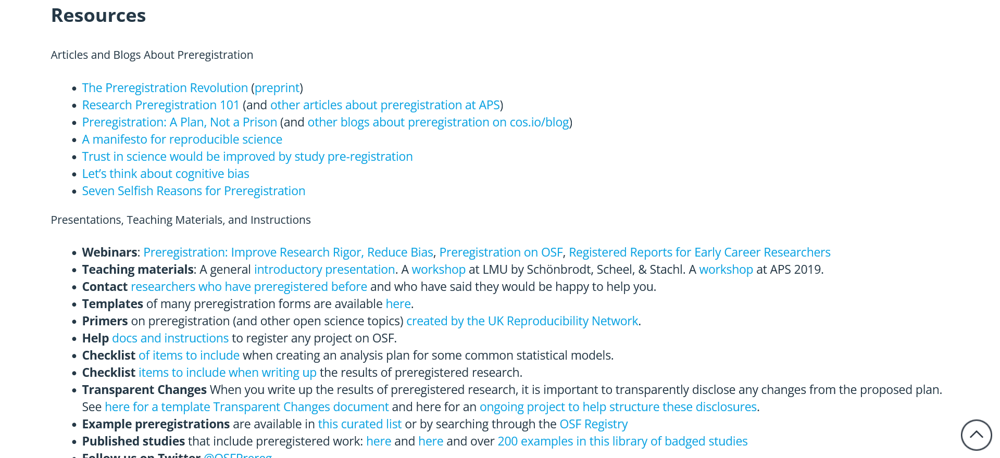 Resources
Articles and Blogs About Preregistration
• The Preregistration Revolution (preprint)
• Research Preregistration 101 (and other articles about preregistration at APS)
• Preregistration: A Plan, Not a Prison (and other blogs about preregistration on cos.io/blog)
• A manifesto for reproducible science
• Trust in science would be improved by study pre-registration
• Let’s think about cognitive bias
• Seven Selfish Reasons for Preregistration
Presentations, Teaching Materials, and Instructions
• Webinars: Preregistration: Improve Research Rigor, Reduce Bias, Preregistration on OSF, Registered Reports for Early Career Researchers
• Teaching materials: A general introductory presentation. A workshop at LMU by Schönbrodt, Scheel, & Stachl. A workshop at APS 2019.
• Contact researchers who have preregistered before and who have said they would be happy to help you.
• Templates of many preregistration forms are available here.
• Primers on preregistration (and other open science topics) created by the UK Reproducibility Network.
• Help docs and instructions to register any project on OSF.
• Checklist of items to include when creating an analysis plan for some common statistical models.
• Checklist items to include when writing up the results of preregistered research.
• Transparent Changes When you write up the results of preregistered research, it is important to transparently disclose any changes from the proposed plan.
See here for a template Transparent Changes document and here for an ongoing project to help structure these disclosures.
• Example preregistrations are available in this curated list or by searching through the OSF Registry
• Published studies that include preregistered work: here and here and over 200 examples in this library of badged studies
• Follow us on Twitter @OSFPrereg